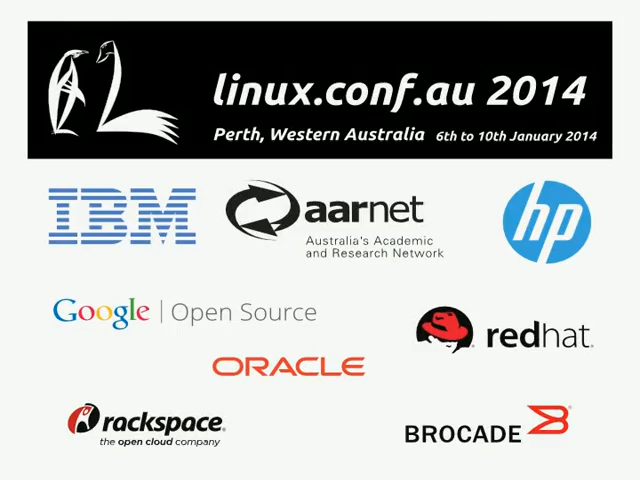 linux.conf.au 2014
Perth, Western Australia 6th to 10th January 2014
IBM
aarnet
Australia's Academic
and Research Network
hp
Google | Open Source
redhat.
ORACLE
rackspace®
the open cloud company
BROCADE